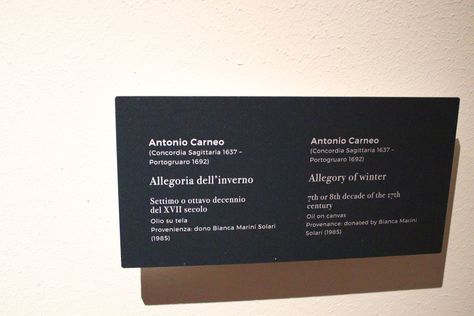 Antonio Carneo
(Concordia Sagittaria 1637 –
Portogruaro 1692)
Allegoria dell'inverno
Settimo o ottavo decennio
del XVII secolo
Olio su tela
Provenienza: dono Bianca Marini Solari
(1985)
Antonio Carneo
(Concordia Sagittaria 1637 –
Portogruaro 1692)
Allegory of winter
7th or 8th decade of the 17th
century
Oil on canvas
Provenance: donated by Bianca Marini
Solari (1985)